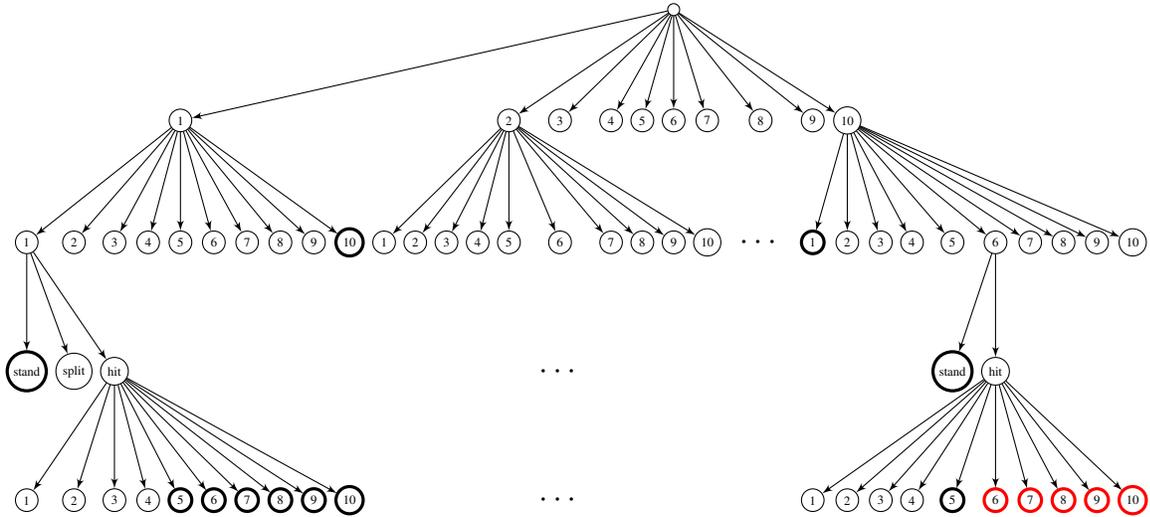 1 2 3 4 5 6 7 8 9 10
1 2 3 4 5 6 7 8 9 10 1 2 3 4 5 6 7 8 9 10 ... 1 2 3 4 5 6 7 8 9 10
stand split hit ... stand hit
1 2 3 4 5 6 7 8 9 10 ... 1 2 3 4 5 6 7 8 9 10